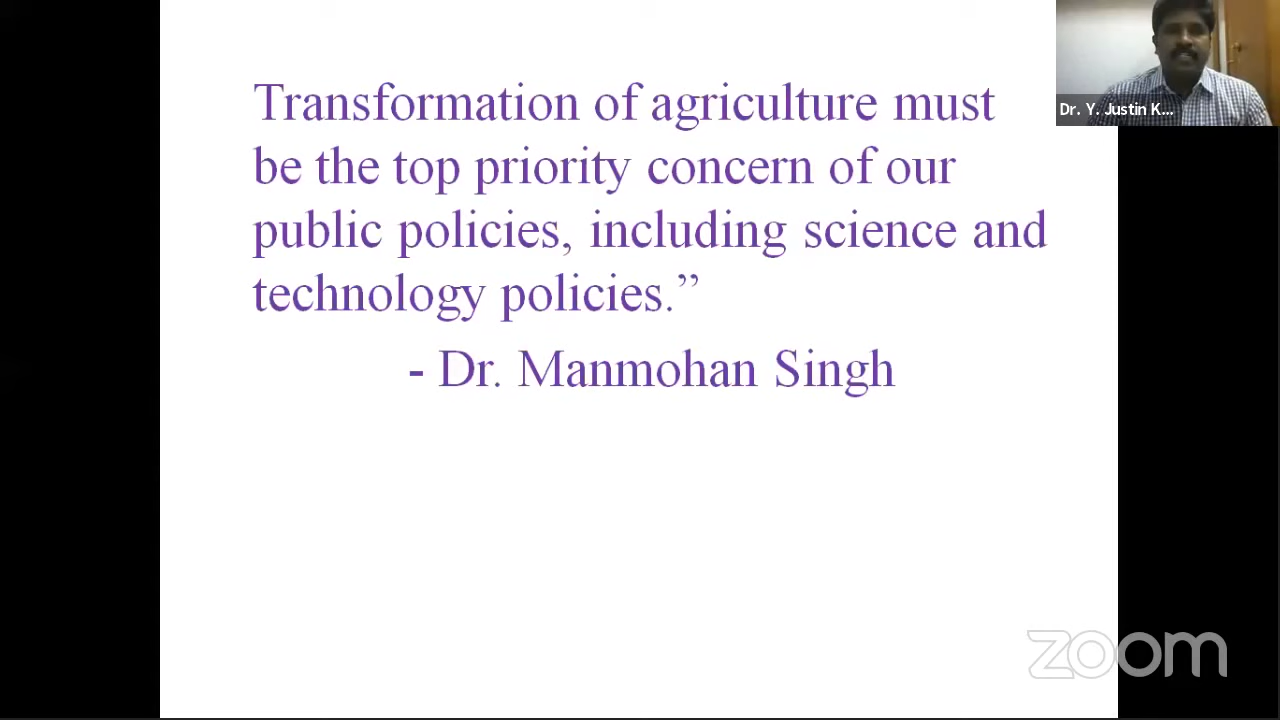 Transformation of agriculture must
be the top priority concern of our
public policies, including science and
technology policies.”
- Dr. Manmohan Singh
Dr. Y. Justin K...
zoom